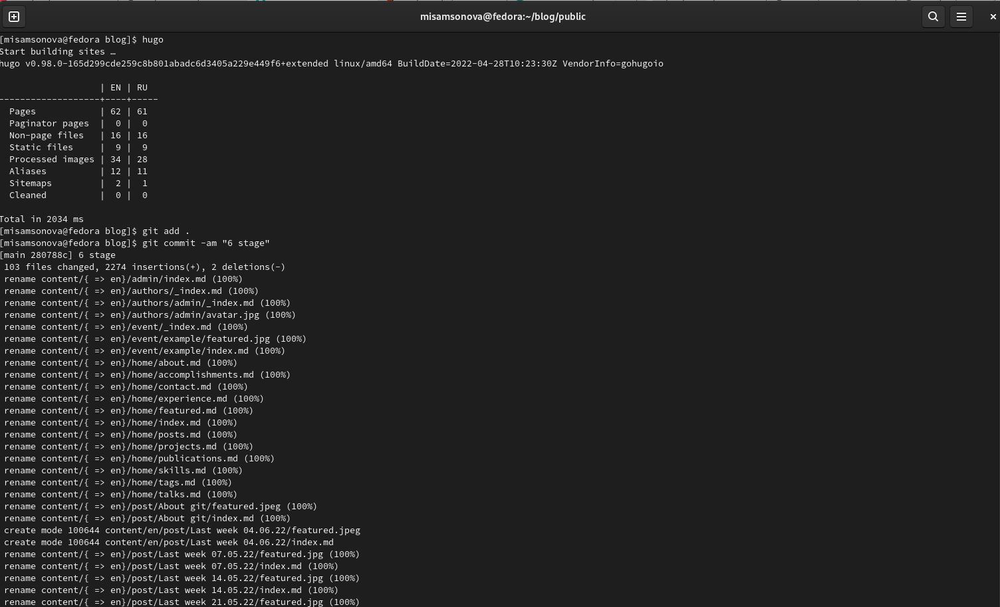 misamsonova@fedora:~/blog/public
[misamsonova@fedora blog]$ hugo
Start building sites …
hugo v0.98.0-165d299cde259c8b801abadc6d3405a229e449f6+extended linux/amd64 BuildDate=2022-04-28T10:23:30Z VendorInfo=gohugoio
                   | EN | RU
-------------------+----+-----
  Pages            | 62 | 61
  Paginator pages  |  0 |  0
  Non-page files   | 16 | 16
  Static files     |  9 |  9
  Processed images | 34 | 28
  Aliases          | 12 | 11
  Sitemaps         |  2 |  1
  Cleaned          |  0 |  0
Total in 2034 ms
[misamsonova@fedora blog]$ git add .
[misamsonova@fedora blog]$ git commit -am "6 stage"
[main 280788c] 6 stage
 103 files changed, 2274 insertions(+), 2 deletions(-)
 rename content/{ => en}/admin/index.md (100%)
 rename content/{ => en}/authors/_index.md (100%)
 rename content/{ => en}/authors/admin/_index.md (100%)
 rename content/{ => en}/authors/admin/avatar.jpg (100%)
 rename content/{ => en}/event/_index.md (100%)
 rename content/{ => en}/event/example/featured.jpg (100%)
 rename content/{ => en}/event/example/index.md (100%)
 rename content/{ => en}/home/about.md (100%)
 rename content/{ => en}/home/accomplishments.md (100%)
 rename content/{ => en}/home/contact.md (100%)
 rename content/{ => en}/home/experience.md (100%)
 rename content/{ => en}/home/featured.md (100%)
 rename content/{ => en}/home/index.md (100%)
 rename content/{ => en}/home/posts.md (100%)
 rename content/{ => en}/home/projects.md (100%)
 rename content/{ => en}/home/publications.md (100%)
 rename content/{ => en}/home/skills.md (100%)
 rename content/{ => en}/home/tags.md (100%)
 rename content/{ => en}/home/talks.md (100%)
 rename content/{ => en}/post/About git/featured.jpeg (100%)
 rename content/{ => en}/post/About git/index.md (100%)
 create mode 100644 content/en/post/Last week 04.06.22/featured.jpeg
 create mode 100644 content/en/post/Last week 04.06.22/index.md
 rename content/{ => en}/post/Last week 07.05.22/featured.jpg (100%)
 rename content/{ => en}/post/Last week 07.05.22/index.md (100%)
 rename content/{ => en}/post/Last week 14.05.22/featured.jpg (100%)
 rename content/{ => en}/post/Last week 14.05.22/index.md (100%)
 rename content/{ => en}/post/Last week 21.05.22/featured.jpg (100%)